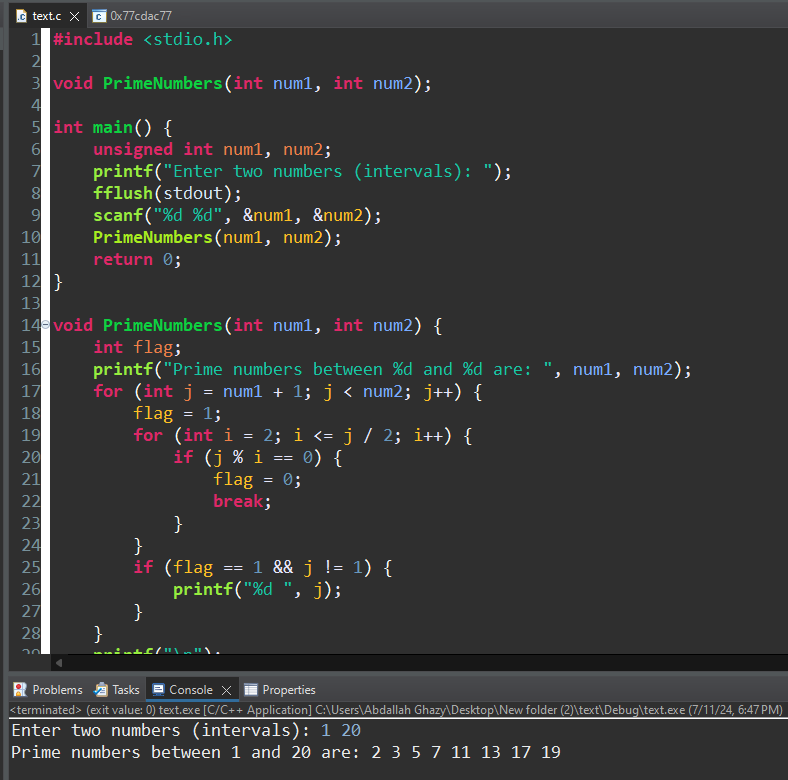 text.c 0x77cdac77
1 #include <stdio.h>
2
3 void PrimeNumbers(int num1, int num2);
4
5 int main() {
6     unsigned int num1, num2;
7     printf("Enter two numbers (intervals): ");
8     fflush(stdout);
9     scanf("%d %d", &num1, &num2);
10     PrimeNumbers(num1, num2);
11     return 0;
12 }
13
14 void PrimeNumbers(int num1, int num2) {
15     int flag;
16     printf("Prime numbers between %d and %d are: ", num1, num2);
17     for (int j = num1 + 1; j < num2; j++) {
18         flag = 1;
19         for (int i = 2; i <= j / 2; i++) {
20             if (j % i == 0) {
21                 flag = 0;
22                 break;
23             }
24         }
25         if (flag == 1 && j != 1) {
26             printf("%d ", j);
27         }
28     }
29     printf("\n");
Problems Tasks Console Properties
<terminated> (exit value: 0) text.exe [C/C++ Application] C:\Users\Abdallah Ghazy\Desktop\New folder (2)\text\Debug\text.exe (7/11/24, 6:47 PM)
Enter two numbers (intervals): 1 20
Prime numbers between 1 and 20 are: 2 3 5 7 11 13 17 19